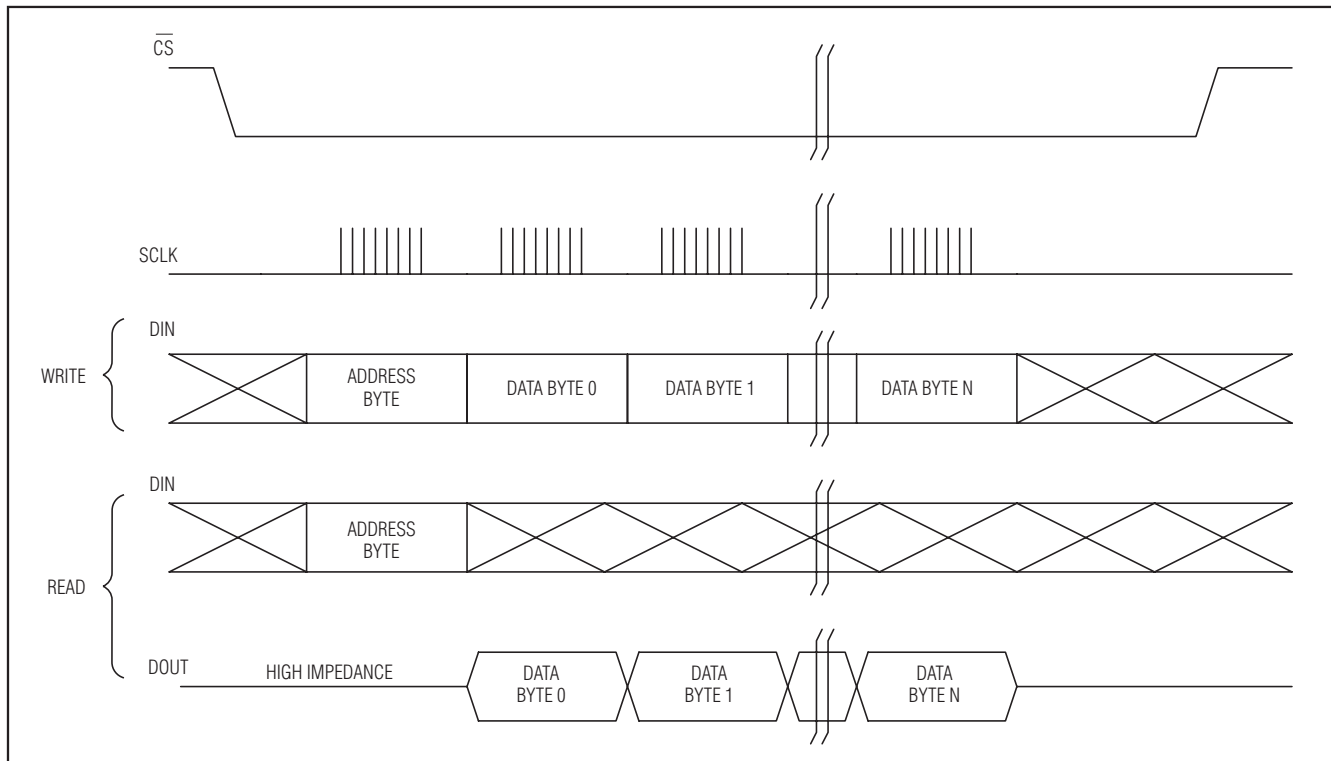 C̅S̅
SCLK
DIN
WRITE
ADDRESS
BYTE
DATA BYTE 0
DATA BYTE 1
DATA BYTE N
DIN
ADDRESS
BYTE
READ
DOUT
HIGH IMPEDANCE
DATA
BYTE 0
DATA
BYTE 1
DATA
BYTE N